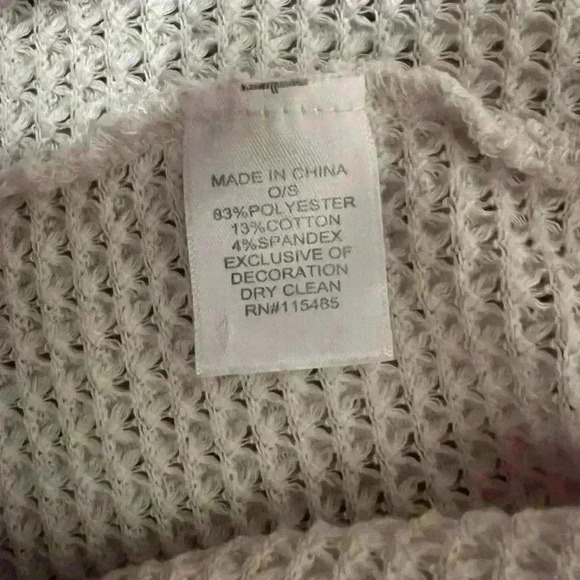 MADE IN CHINA
O/S
83%POLYESTER
13%COTTON
4%SPANDEX
EXCLUSIVE OF
DECORATION
DRY CLEAN
RN#115485